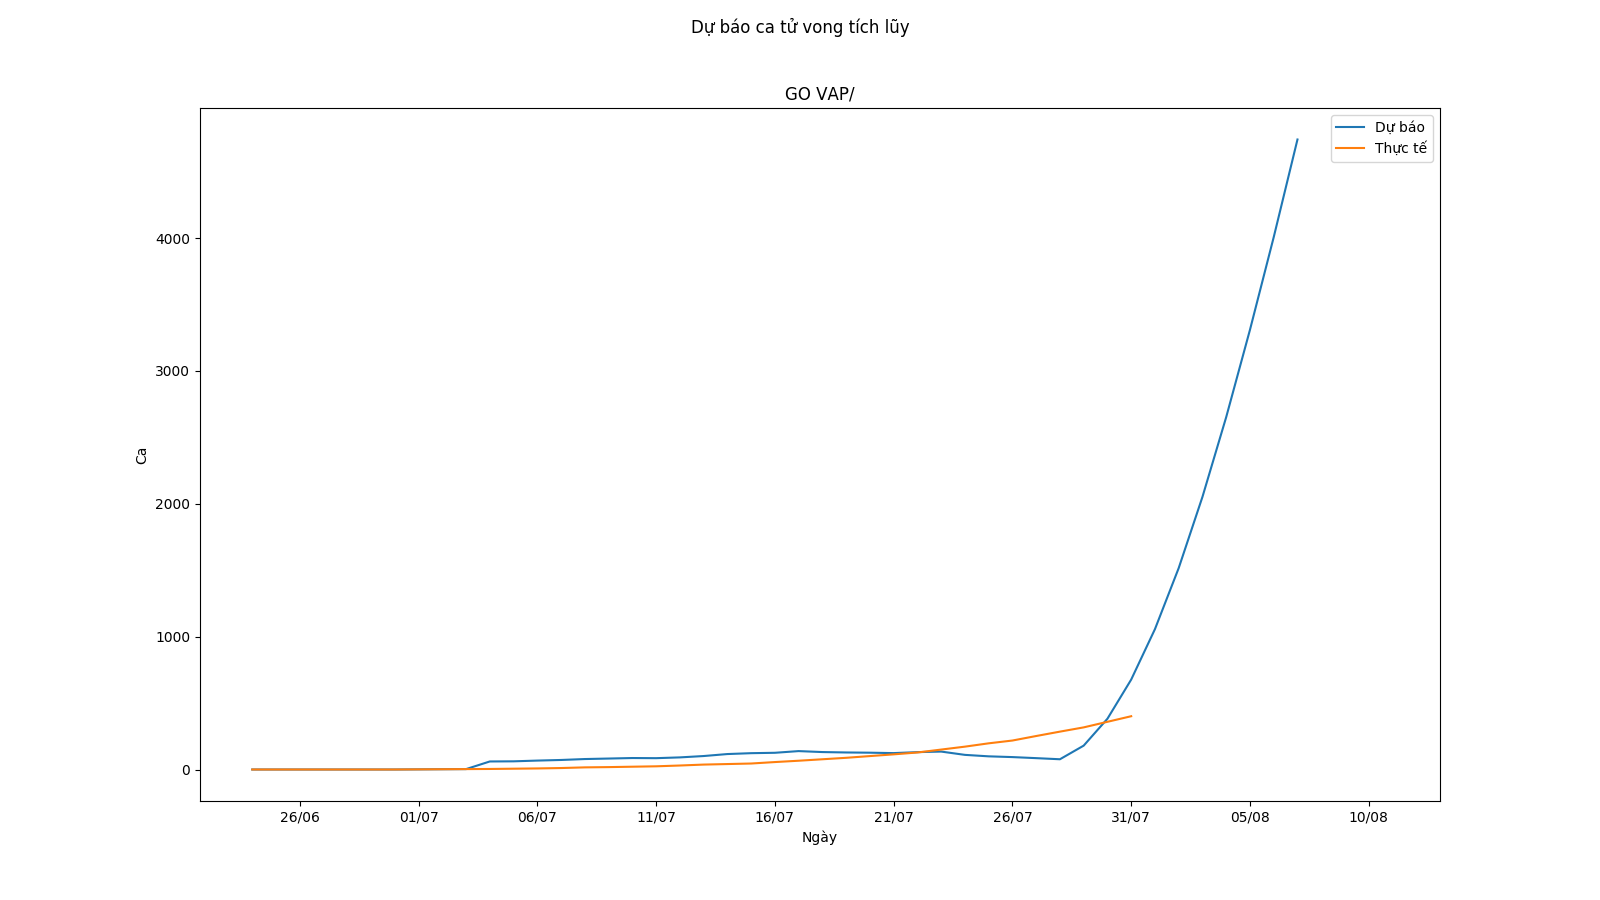 Dự báo ca tử vong tích lũy
GO VAP/
Dự báo
Thực tế
Ca
4000
3000
2000
1000
0
26/06 01/07 06/07 11/07 16/07 21/07 26/07 31/07 05/08 10/08
Ngày